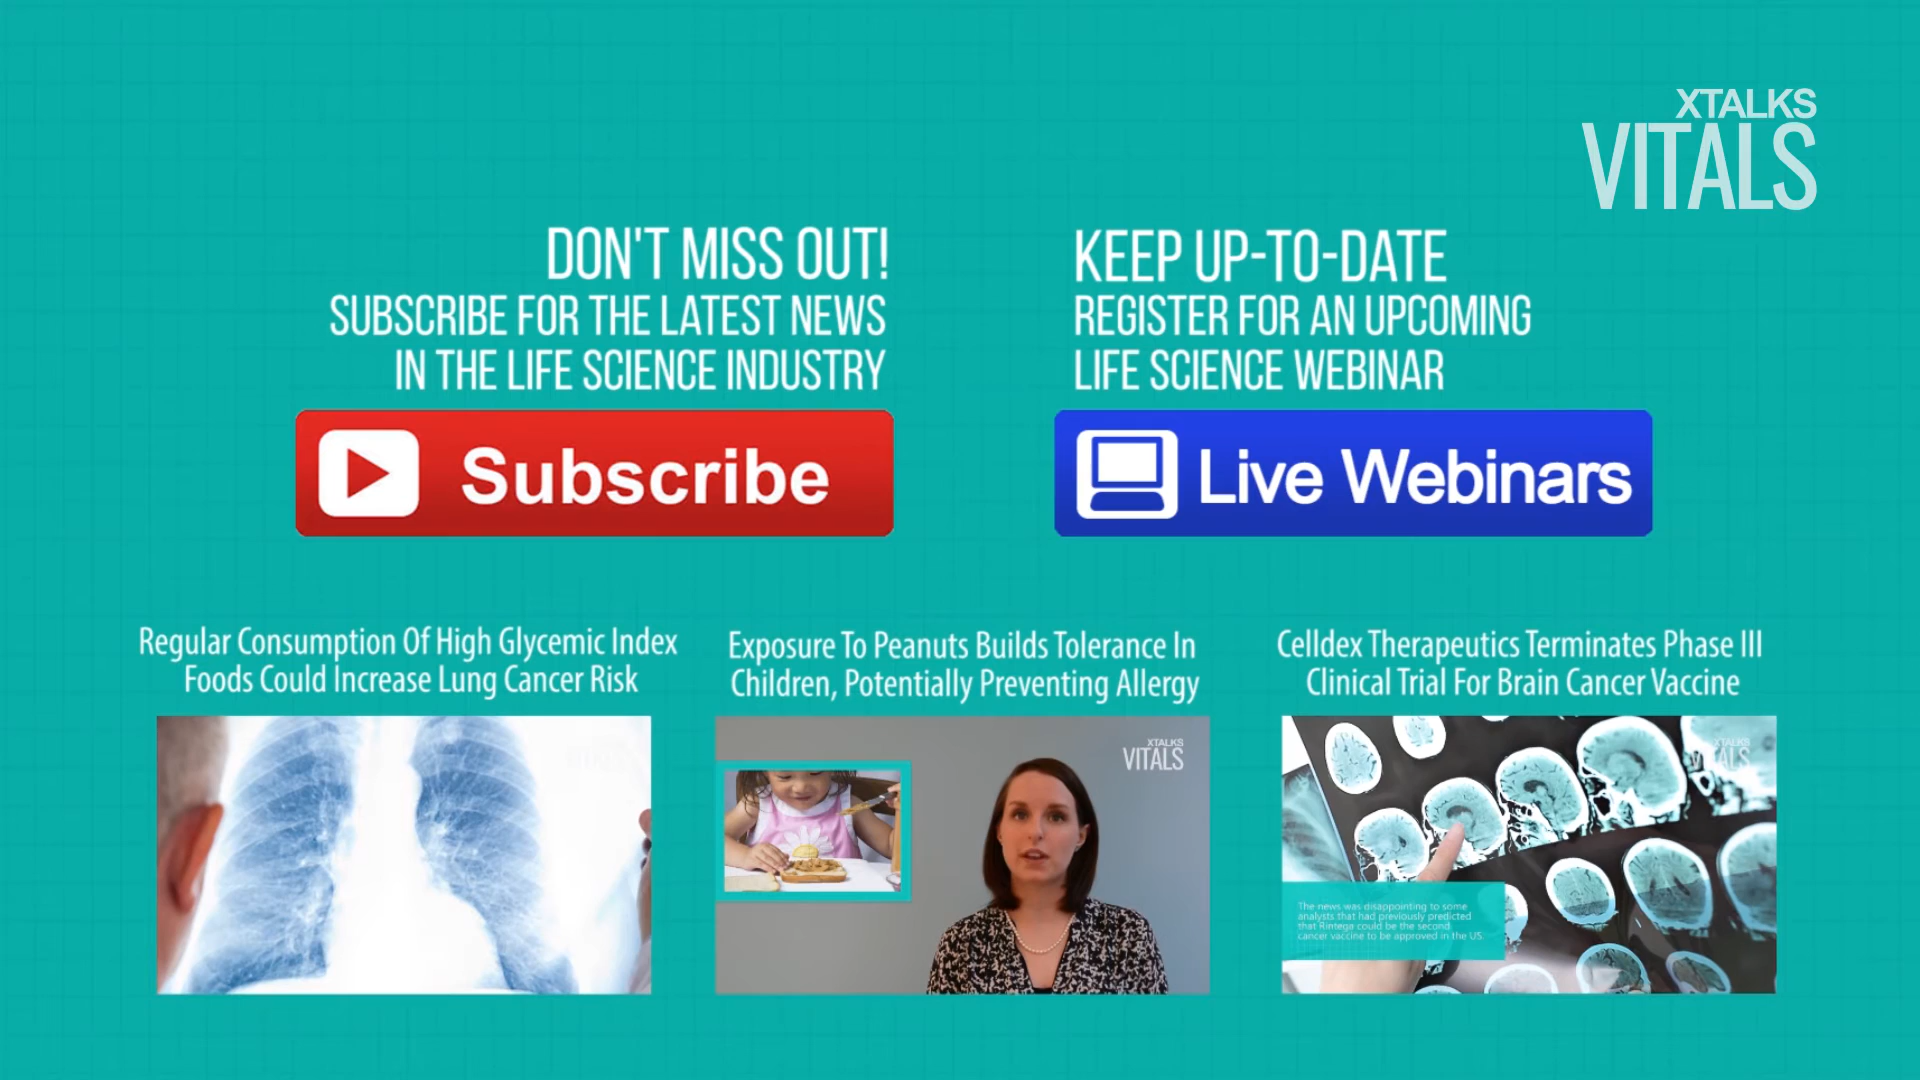 XTALKS
VITALS
DON'T MISS OUT!
SUBSCRIBE FOR THE LATEST NEWS
IN THE LIFE SCIENCE INDUSTRY
Subscribe
KEEP UP-TO-DATE
REGISTER FOR AN UPCOMING
LIFE SCIENCE WEBINAR
Live Webinars
Regular Consumption Of High Glycemic Index
Foods Could Increase Lung Cancer Risk
Exposure To Peanuts Builds Tolerance In
Children, Potentially Preventing Allergy
XTALKS
VITALS
Celldex Therapeutics Terminates Phase III
Clinical Trial For Brain Cancer Vaccine
XTALKS
VITALS
The news was disappointing to some
analysts that had previously predicted
that Rintega could be the second
cancer vaccine to be approved in the US.